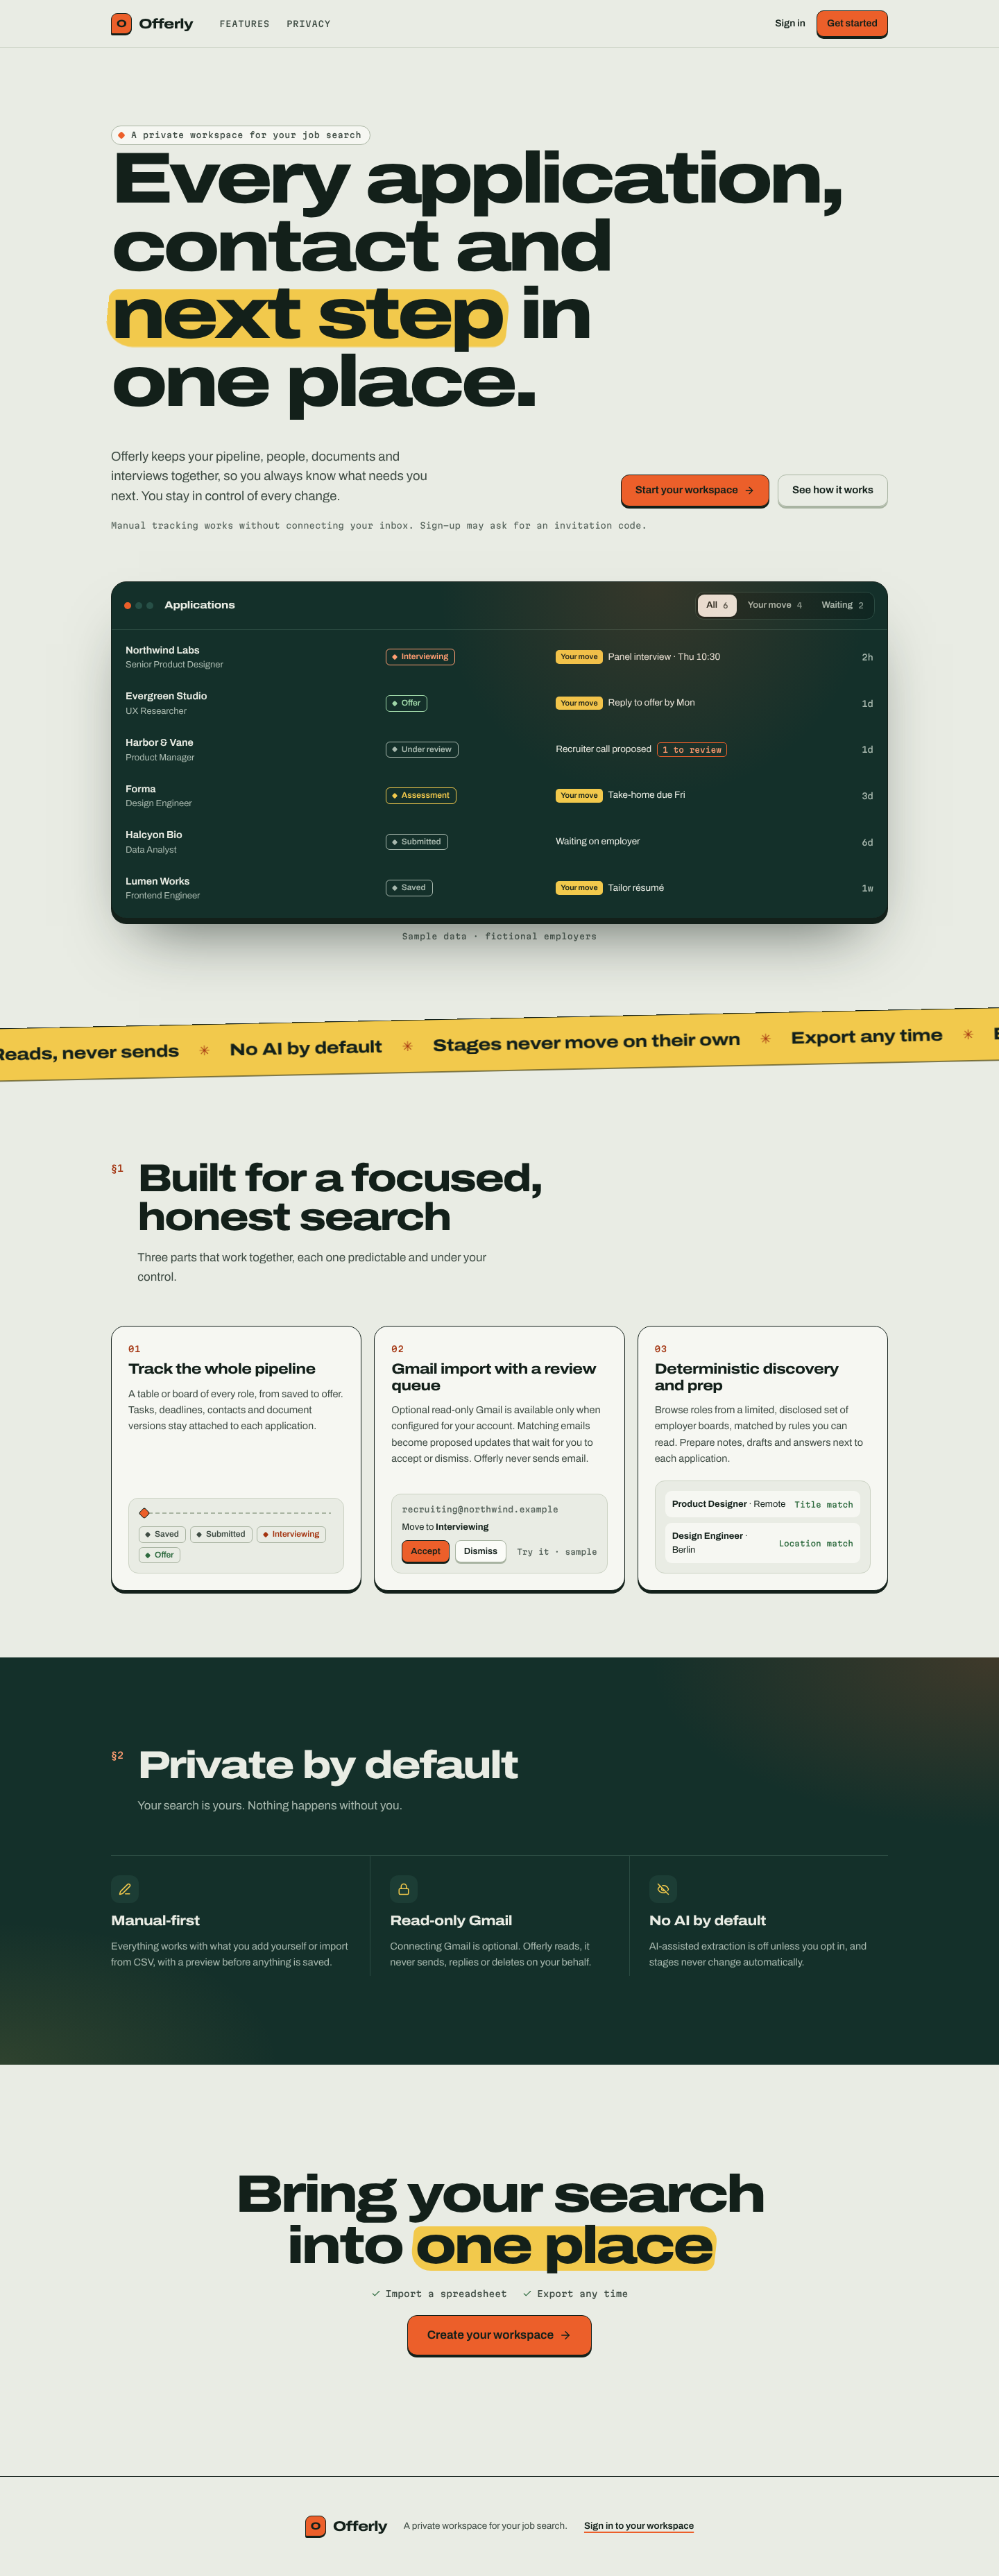 O Offerly FEATURES PRIVACY Sign in Get started
A private workspace for your job search
Every application,
contact and
next step in
one place.
Offerly keeps your pipeline, people, documents and
interviews together, so you always know what needs you
next. You stay in control of every change.
Start your workspace → See how it works
Manual tracking works without connecting your inbox. Sign-up may ask for an invitation code.
Applications All 6 Your move 4 Waiting 2
Northwind Labs
Senior Product Designer
Interviewing
Your move Panel interview · Thu 10:30
2h
Evergreen Studio
UX Researcher
Offer
Your move Reply to offer by Mon
1d
Harbor & Vane
Product Manager
Under review
Recruiter call proposed 1 to review
1d
Forma
Design Engineer
Assessment
Your move Take-home due Fri
3d
Halcyon Bio
Data Analyst
Submitted
Waiting on employer
6d
Lumen Works
Frontend Engineer
Saved
Your move Tailor résumé
1w
Sample data · fictional employers
Reads, never sends ✳ No AI by default ✳ Stages never move on their own ✳ Export any time ✳
§1
Built for a focused,
honest search
Three parts that work together, each one predictable and under your
control.
01
Track the whole pipeline
A table or board of every role, from saved to offer.
Tasks, deadlines, contacts and document
versions stay attached to each application.
Saved Submitted Interviewing
Offer
02
Gmail import with a review
queue
Optional read-only Gmail is available only when
configured for your account. Matching emails
become proposed updates that wait for you to
accept or dismiss. Offerly never sends email.
recruiting@northwind.example
Move to Interviewing
Accept Dismiss Try it · sample
03
Deterministic discovery
and prep
Browse roles from a limited, disclosed set of
employer boards, matched by rules you can
read. Prepare notes, drafts and answers next to
each application.
Product Designer · Remote Title match
Design Engineer ·
Berlin
Location match
§2
Private by default
Your search is yours. Nothing happens without you.
Manual-first
Everything works with what you add yourself or import
from CSV, with a preview before anything is saved.
Read-only Gmail
Connecting Gmail is optional. Offerly reads, it
never sends, replies or deletes on your behalf.
No AI by default
AI-assisted extraction is off unless you opt in, and
stages never change automatically.
Bring your search
into one place
✓ Import a spreadsheet ✓ Export any time
Create your workspace →
O Offerly A private workspace for your job search. Sign in to your workspace